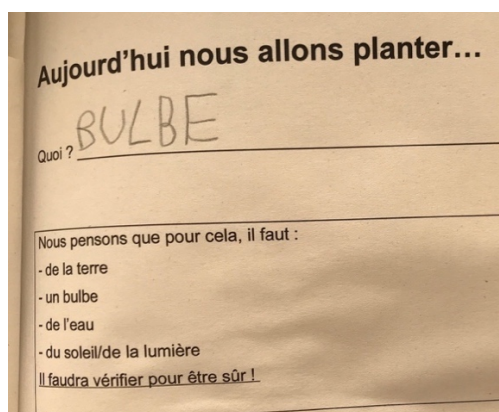 Aujourd'hui nous allons planter...
Quoi ? BULBE
Nous pensons que pour cela, il faut :
- de la terre
- un bulbe
- de l'eau
- du soleil/de la lumière
Il faudra vérifier pour être sûr !